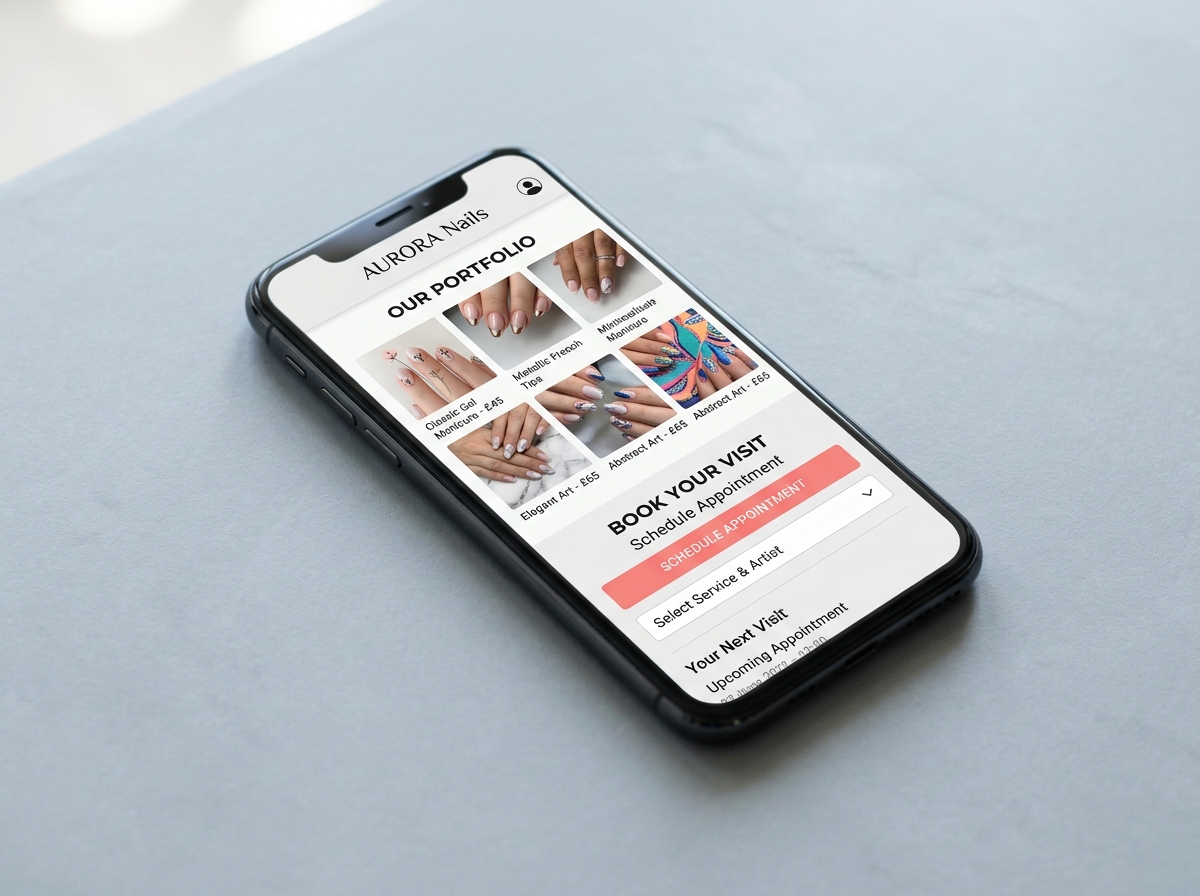 AURORA Nails
OUR PORTFOLIO
Classic Gel
Manicure - £45
Metallic French
Tips
Manicure
Elegant Art - £65
Abstract Art - £65
Abstract Art - £65
BOOK YOUR VISIT
Schedule Appointment
SCHEDULE APPOINTMENT
Select Service & Artist
Your Next Visit
Upcoming Appointment